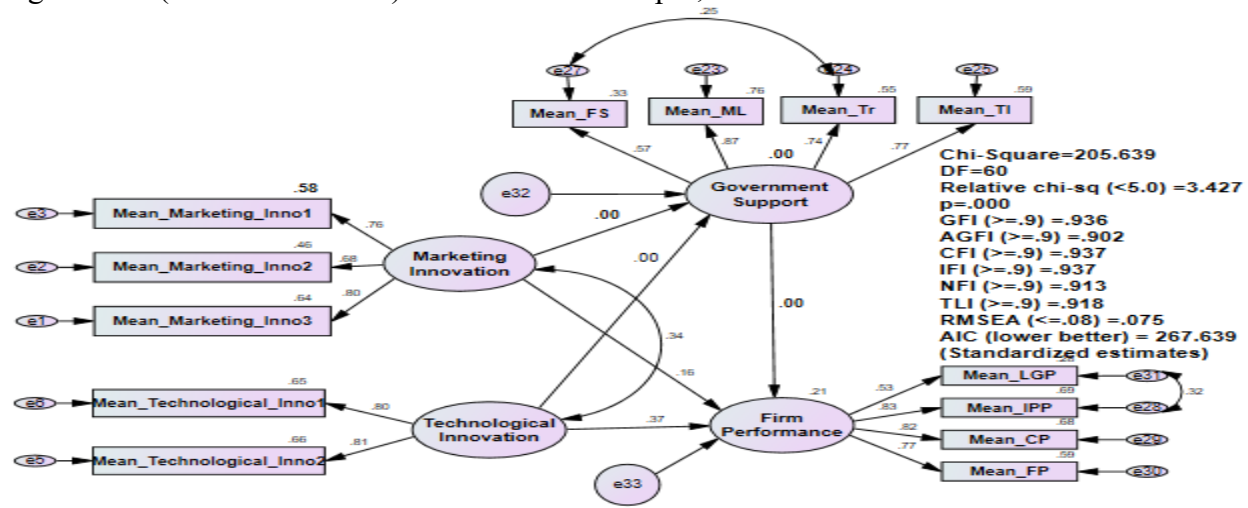 .25
e27 e23 e24 e25
.33 .76 .55 .59
Mean_FS Mean_ML Mean_Tr Mean_TI
.57 .87 .74 .77
.00
Chi-Square=205.639
DF=60
Relative chi-sq (<5.0) =3.427
p=.000
GFI (>=.9) =.936
AGFI (>=.9) =.902
CFI (>=.9) =.937
IFI (>=.9) =.937
NFI (>=.9) =.913
TLI (>=.9) =.918
RMSEA (<=.08) =.075
AIC (lower better) = 267.639
(Standardized estimates)
e32
Government
Support
.58
e3 Mean_Marketing_Inno1
.76
.00
.46
e2 Mean_Marketing_Inno2
.68
Marketing
Innovation
.00
.64
e1 Mean_Marketing_Inno3
.80
.00
.34
.16
.65
e6 Mean_Technological_Inno1
.80
.66
e5 Mean_Technological_Inno2
.81
Technological
Innovation
.37
.21
Firm
Performance
e33
.53 Mean_LGP e31
.69
.83 Mean_IPP e28
.32
.68
.82 Mean_CP e29
.59
.77 Mean_FP e30